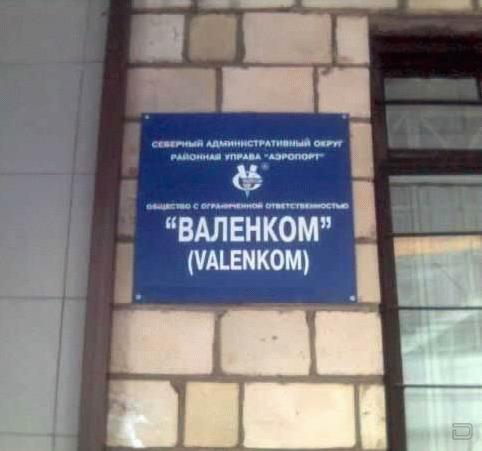 СЕВЕРНЫЙ АДМИНИСТРАТИВНЫЙ ОКРУГ
РАЙОННАЯ УПРАВА "АЭРОПОРТ"
®
ОБЩЕСТВО С ОГРАНИЧЕННОЙ ОТВЕТСТВЕННОСТЬЮ
"ВАЛЕНКОМ"
(VALENKOM)